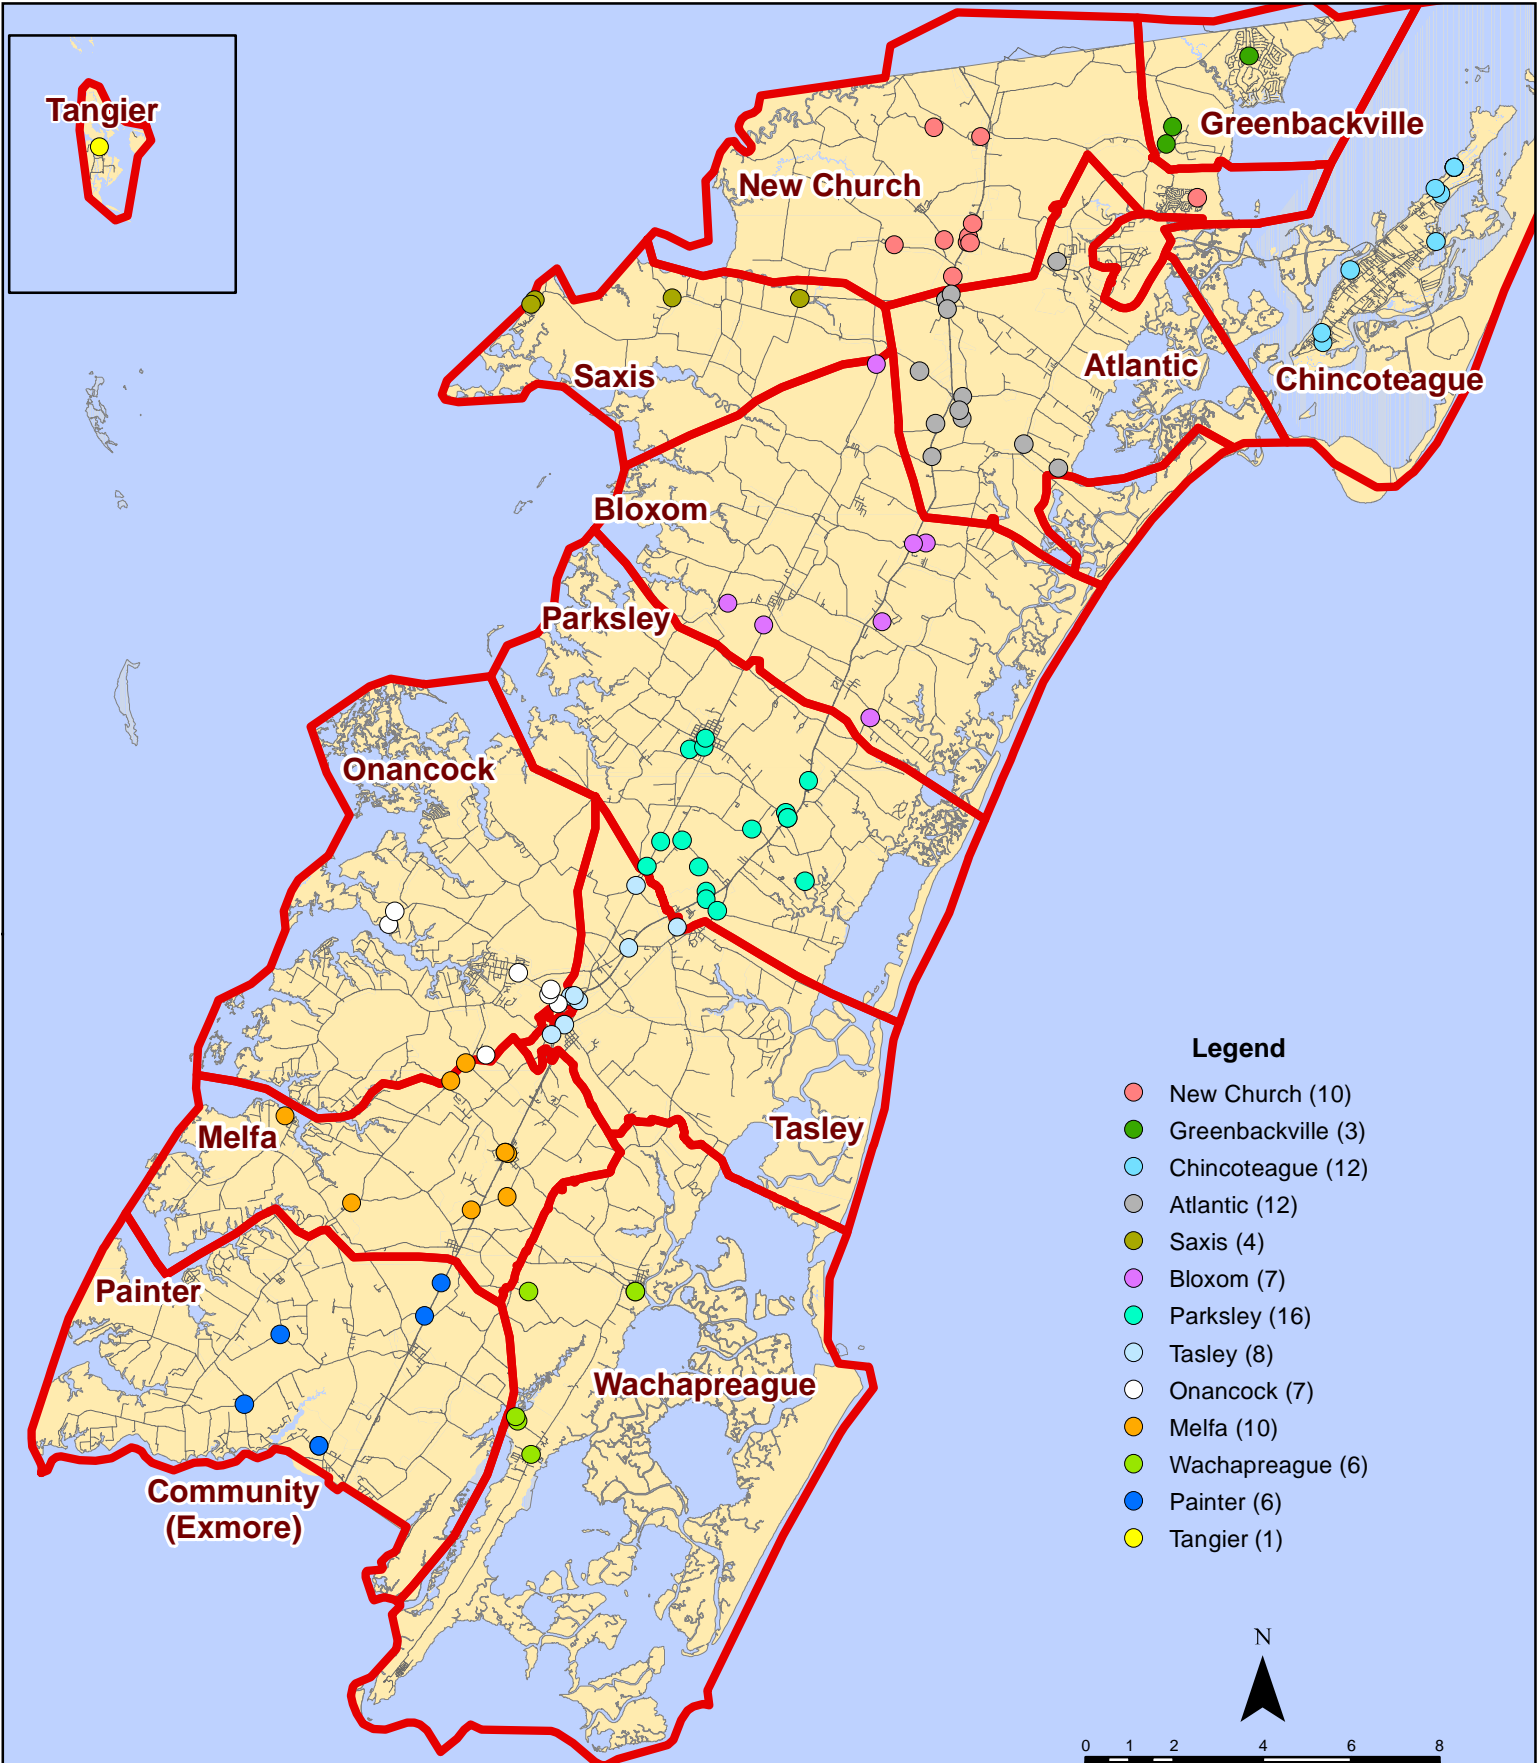 Tangier
Greenbackville
New Church
Atlantic
Saxis
Chincoteague
Bloxom
Parksley
Onancock
Tasley
Melfa
Painter
Wachapreague
Community
(Exmore)
Legend
New Church (10)
Greenbackville (3)
Chincoteague (12)
Atlantic (12)
Saxis (4)
Bloxom (7)
Parksley (16)
Tasley (8)
Onancock (7)
Melfa (10)
Wachapreague (6)
Painter (6)
Tangier (1)
N
0 1 2 4 6 8